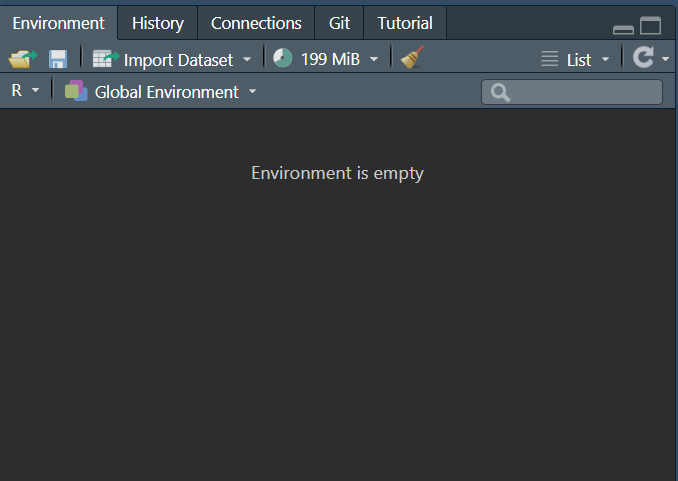 Environment History Connections Git Tutorial
Import Dataset 199 MiB List
R Global Environment
Environment is empty